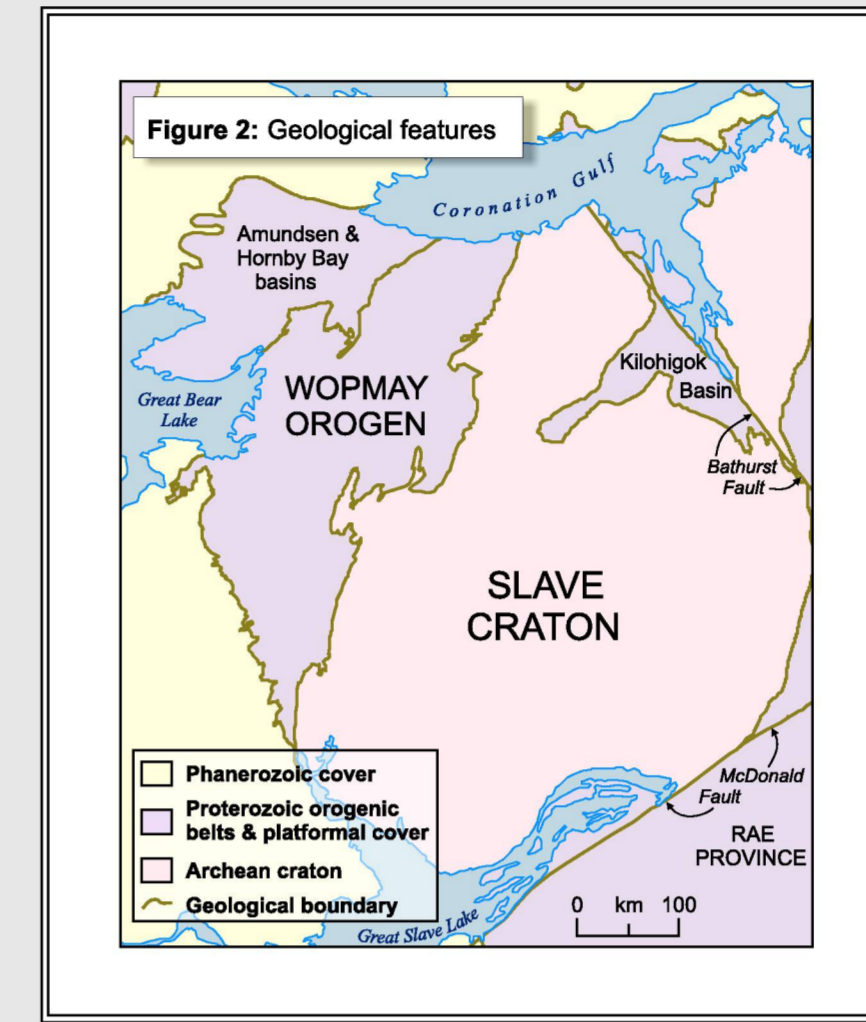 Figure 2: Geological features
Coronation Gulf
Amundsen &
Hornby Bay
basins
Great Bear
Lake
WOPMAY
OROGEN
Kilohigok
Basin
Bathurst
Fault
SLAVE
CRATON
McDonald
Fault
RAE
PROVINCE
Phanerozoic cover
Proterozoic orogenic
belts & platformal cover
Archean craton
Geological boundary
Great Slave Lake
0 km 100